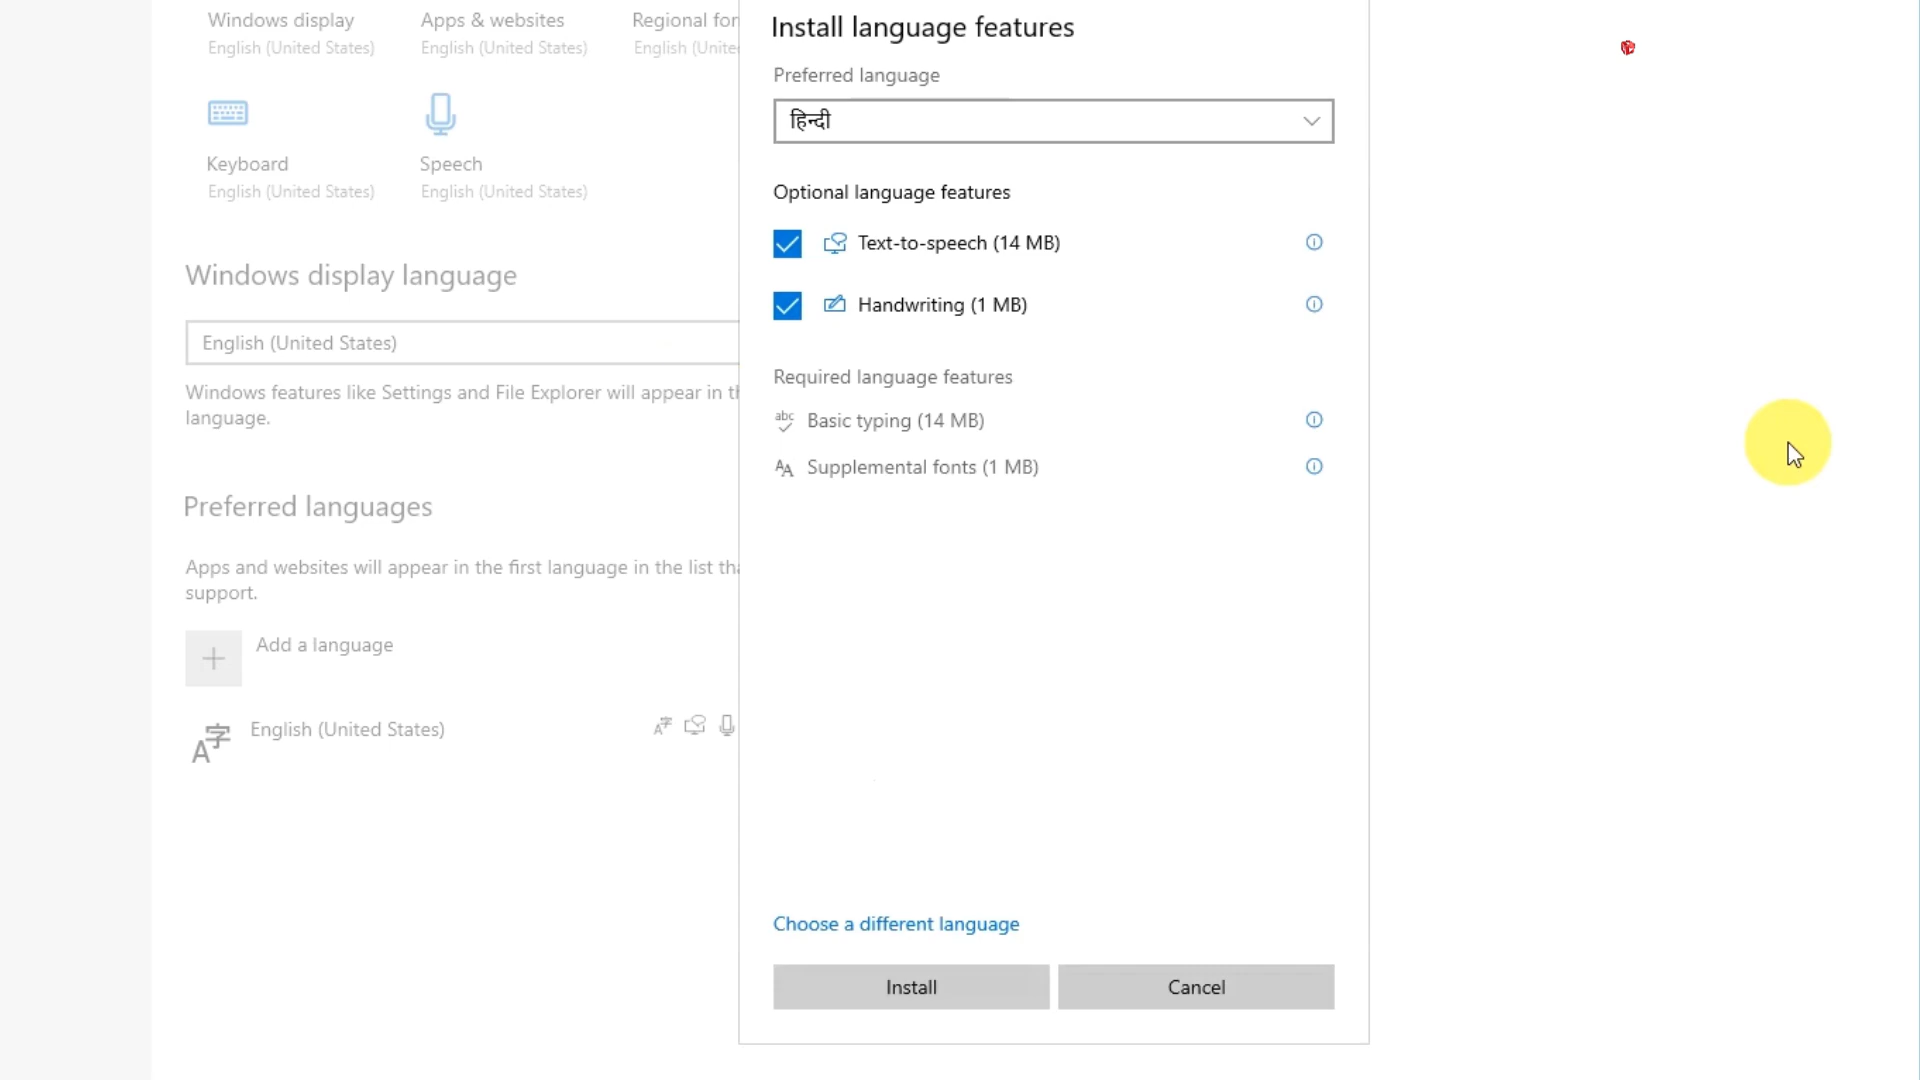 Windows display
English (United States)
Apps & websites
English (United States)
Regional for
English (Unite
Keyboard
English (United States)
Speech
English (United States)
Windows display language
English (United States)
Windows features like Settings and File Explorer will appear in th
language.
Preferred languages
Apps and websites will appear in the first language in the list tha
support.
Add a language
English (United States)
Install language features
Preferred language
हिन्दी
Optional language features
Text-to-speech (14 MB)
Handwriting (1 MB)
Required language features
abc Basic typing (14 MB)
Supplemental fonts (1 MB)
Choose a different language
Install
Cancel